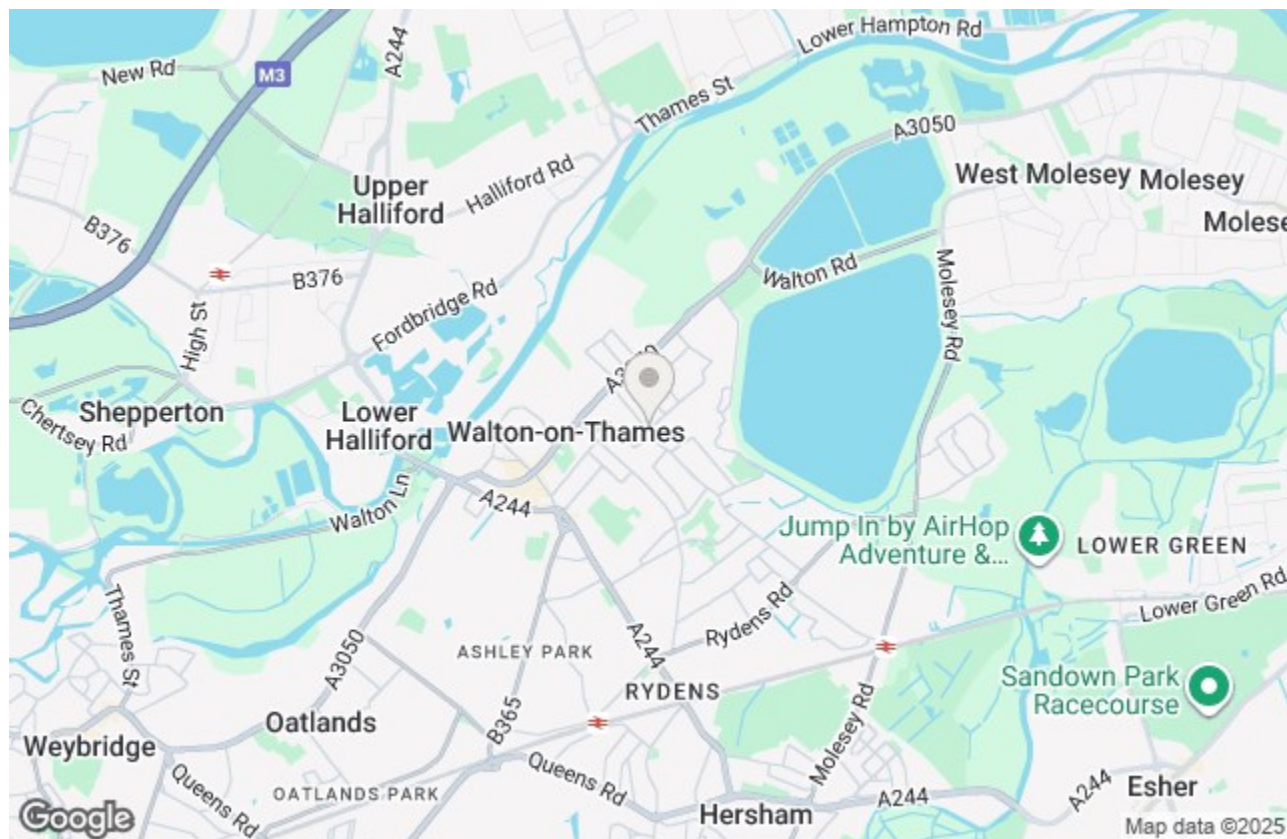 Lower Hampton Rd
New Rd
M3
A244
Thames St
A3050
Upper
Halliford
Halliford Rd
West Molesey
Molesey
Molese
B376
B376
Walton Rd
Molesey Rd
High St
Fordbridge Rd
Shepperton
Chertsey Rd
Lower
Halliford
Walton-on-Thames
Walton Ln
A244
Jump In by AirHop
Adventure &...
LOWER GREEN
Thames St
Lower Green Rd
A3050
ASHLEY PARK
A244
Rydens Rd
RYDENS
Sandown Park
Racecourse
Oatlands
B365
Molesey Rd
Weybridge
Queens Rd
Queens Rd
OATLANDS PARK
Hersham
A244
A244
Esher
Google
Map data ©2025